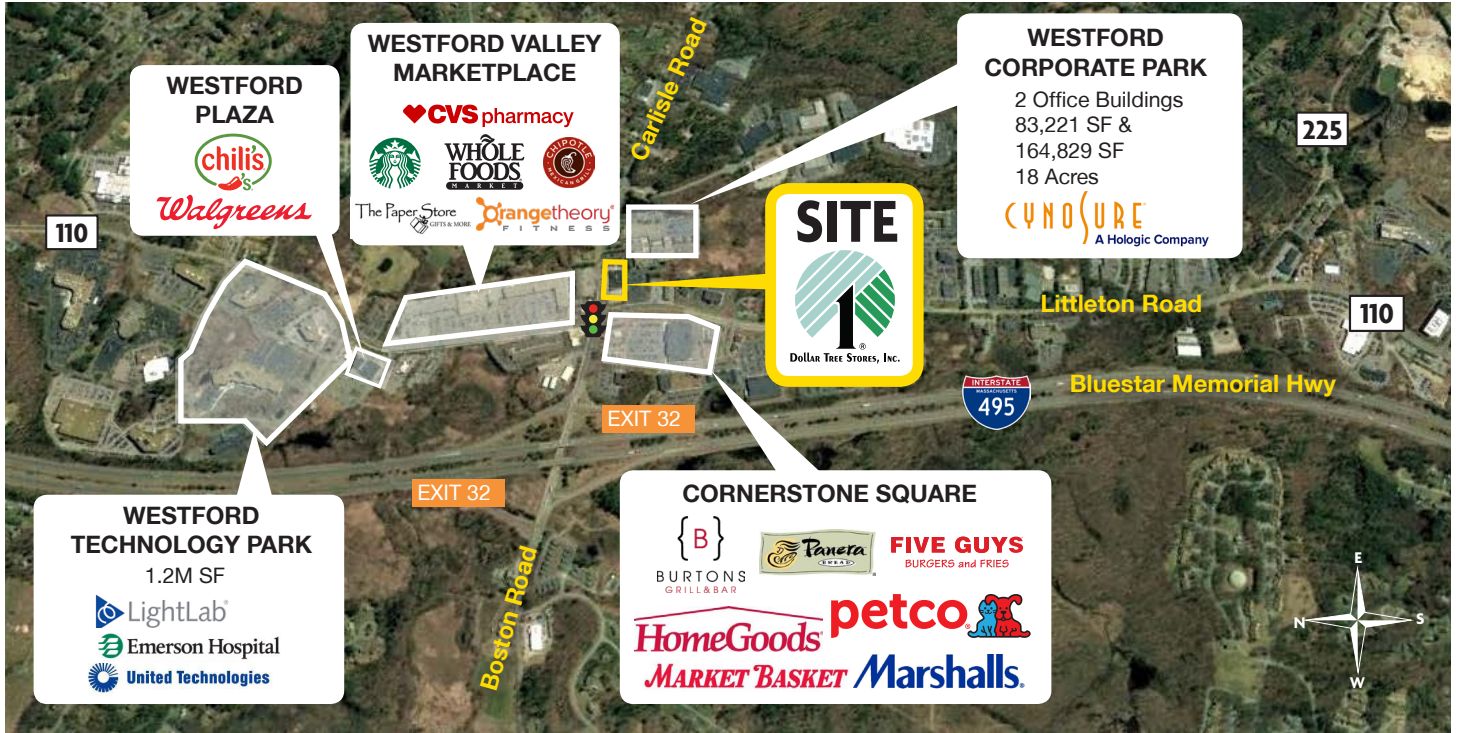 WESTFORD
PLAZA
chili's
Walgreens
WESTFORD VALLEY
MARKETPLACE
CVS pharmacy
WHOLE
FOODS
MARKET
CHIPOTLE
MEXICAN GRILL
The Paper Store
GIFTS & MORE
Orangetheory®
FITNESS
Carlisle Road
WESTFORD
CORPORATE PARK
2 Office Buildings
83,221 SF &
164,829 SF
18 Acres
CYNOSURE®
A Hologic Company
225
110
SITE
1
®
Dollar Tree Stores, Inc.
Littleton Road
110
Bluestar Memorial Hwy
INTERSTATE
MASSACHUSETTS
495
EXIT 32
EXIT 32
Boston Road
WESTFORD
TECHNOLOGY PARK
1.2M SF
LightLab®
Emerson Hospital
United Technologies
CORNERSTONE SQUARE
{B}
BURTONS
GRILL & BAR
Panera
BREAD®
FIVE GUYS
BURGERS and FRIES
HomeGoods®
petco®
MARKET BASKET
Marshalls®
E
N
S
W